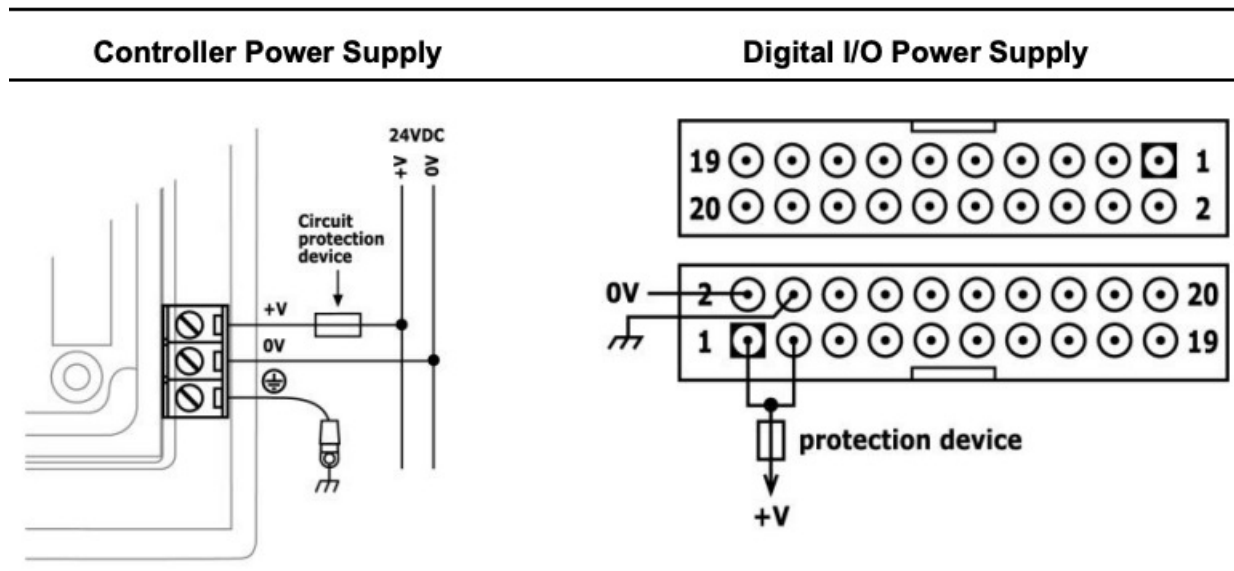 Controller Power Supply
Digital I/O Power Supply
24VDC
+V
0V
Circuit
protection
device
+V
0V
19
1
20
2
0V
2
20
1
19
protection device
+V